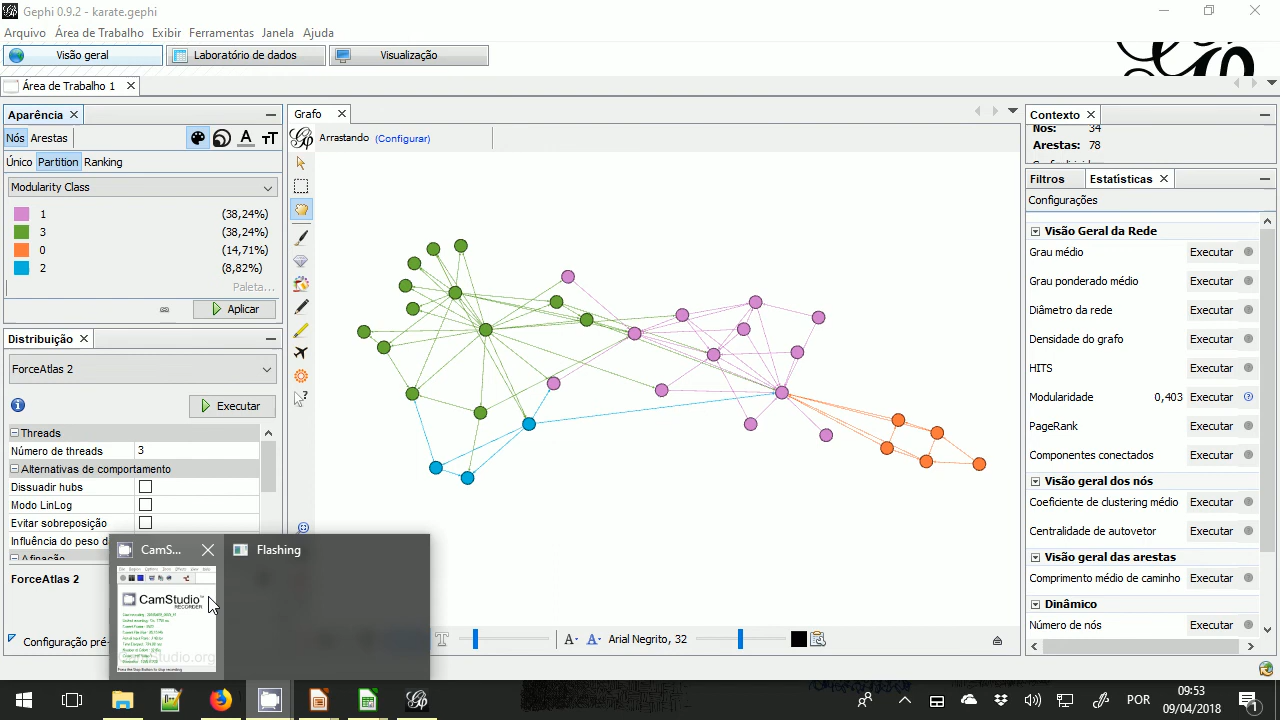 Gephi 0.9.2 - karate.gephi
Arquivo Área de Trabalho Exibir Ferramentas Janela Ajuda
Visão geral Laboratório de dados Visualização
Área de Trabalho 1
Aparência
Nós Arestas
Único Partition Ranking
Modularity Class
1 (38,24%)
3 (38,24%)
0 (14,71%)
2 (8,82%)
Paleta...
Aplicar
Distribuição
ForceAtlas 2
Executar
Threads
Número de threads 3
Alternativas de comportamento
Dissuadir hubs
Modo LinLog
Evitar sobreposição
Influência do peso d
ForceAtlas 2
Configuração pré-
Grafo
Arrastando (Configurar)
CamS... Flashing
CamStudio
RECORDER
Arial Negrito, 32
Contexto
Nós: 34
Arestas: 78
Filtros Estatísticas
Configurações
Visão Geral da Rede
Grau médio Executar
Grau ponderado médio Executar
Diâmetro da rede Executar
Densidade do grafo Executar
HITS Executar
Modularidade 0,403 Executar
PageRank Executar
Componentes conectados Executar
Visão geral dos nós
Coeficiente de clustering médio Executar
Centralidade de autovetor Executar
Visão geral das arestas
Comprimento médio de caminho Executar
Dinâmico
Número de nós Executar
POR
09:53
09/04/2018
1